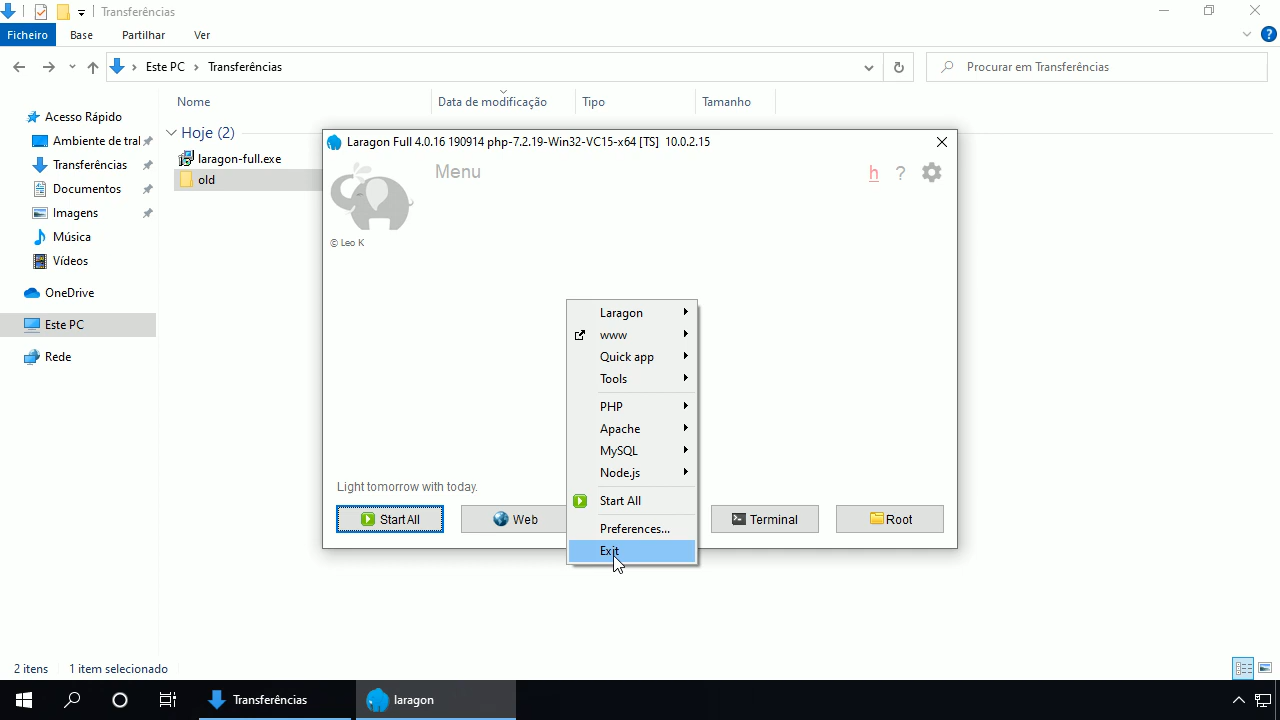 Transferências
Ficheiro Base Partilhar Ver
Este PC Transferências
Procurar em Transferências
Nome Data de modificação Tipo Tamanho
Acesso Rápido
Ambiente de tral
Transferências
Documentos
Imagens
Música
Vídeos
OneDrive
Este PC
Rede
Hoje (2)
laragon-full.exe
old
Laragon Full 4.0.16 190914 php-7.2.19-Win32-VC15-x64 [TS] 10.0.2.15
Menu
h ?
© Leo K
Laragon
www
Quick app
Tools
PHP
Apache
MySQL
Node.js
Start All
Preferences...
Exit
Light tomorrow with today.
Start All Web Terminal Root
2 itens 1 item selecionado
Transferências laragon